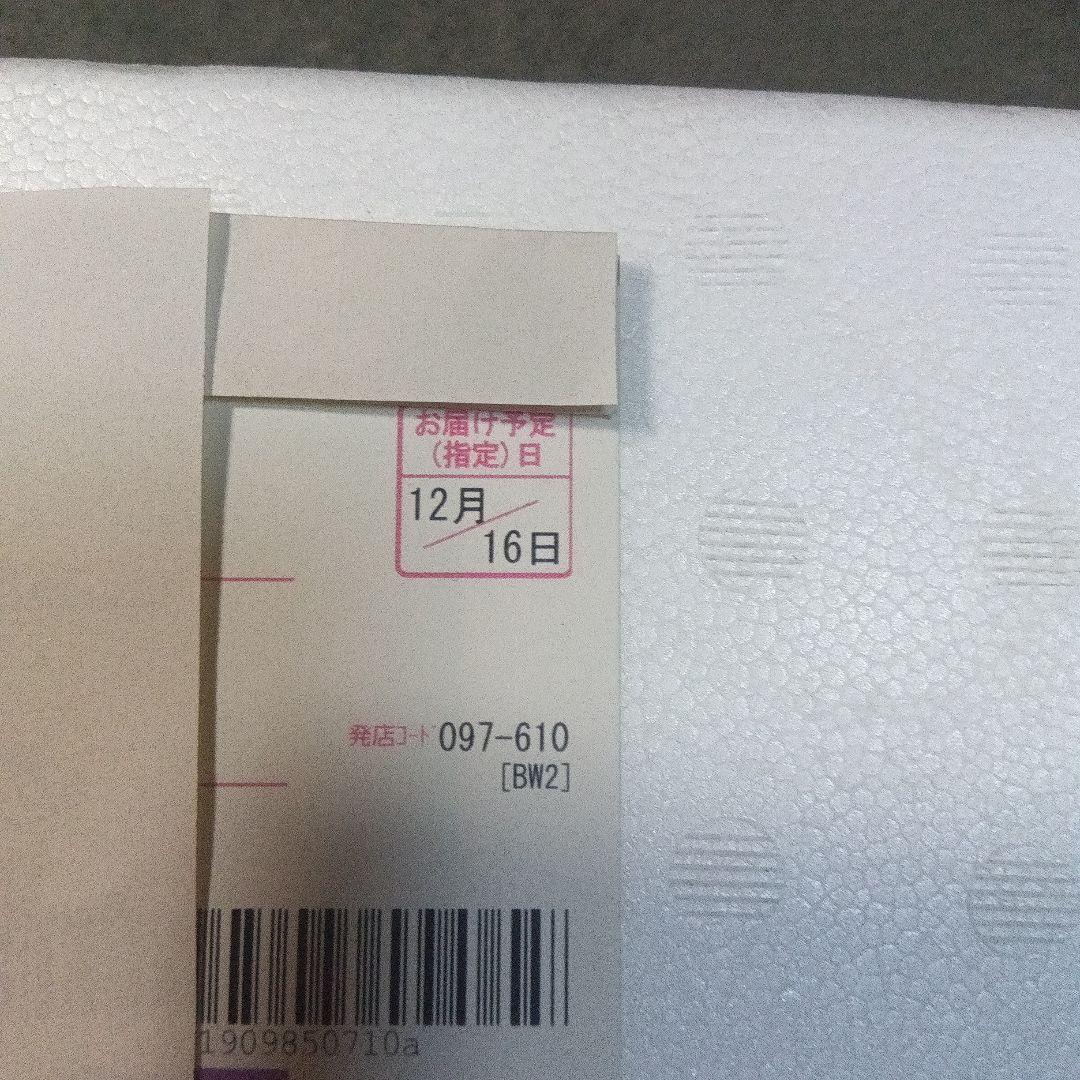 お届け予定
(指定)日
12月
16日
発店コード 097-610
[BW2]
1909850710a